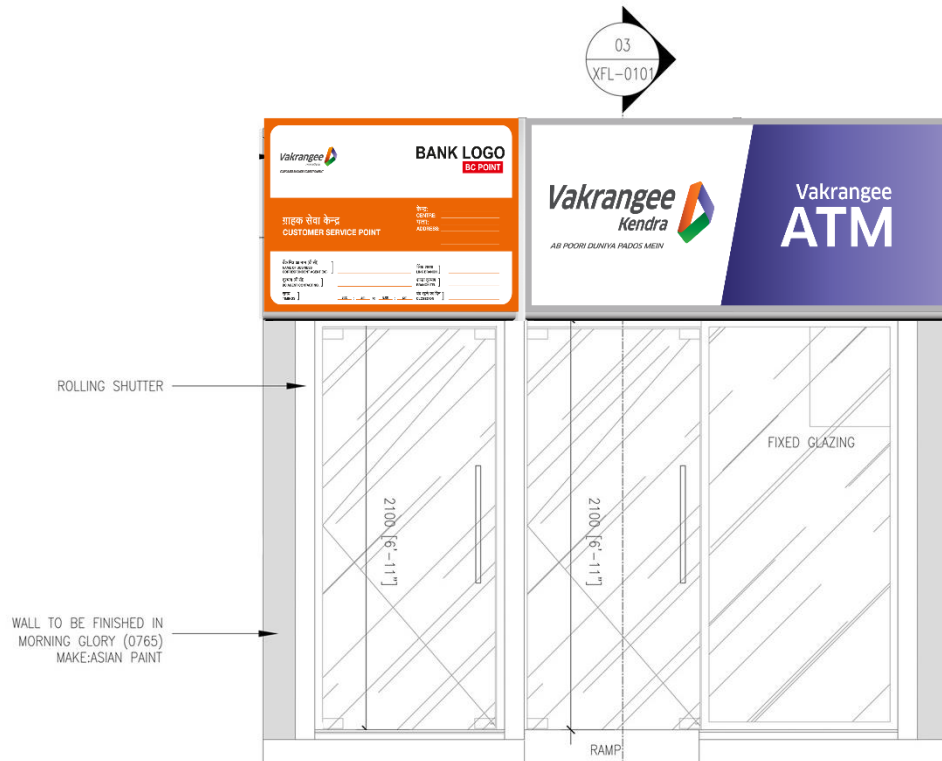 03
XFL-0101
Vakrangee
Kendra
BANK LOGO
BC POINT
ग्राहक सेवा केन्द्र
CUSTOMER SERVICE POINT
केन्द्र:
CENTRE
पता:
ADDRESS
Vakrangee
Kendra
AB POORI DUNIYA PADOS MEIN
Vakrangee
ATM
ROLLING SHUTTER
2100 [6'-11"]
2100 [6'-11"]
FIXED GLAZING
WALL TO BE FINISHED IN
MORNING GLORY (0765)
MAKE:ASIAN PAINT
RAMP